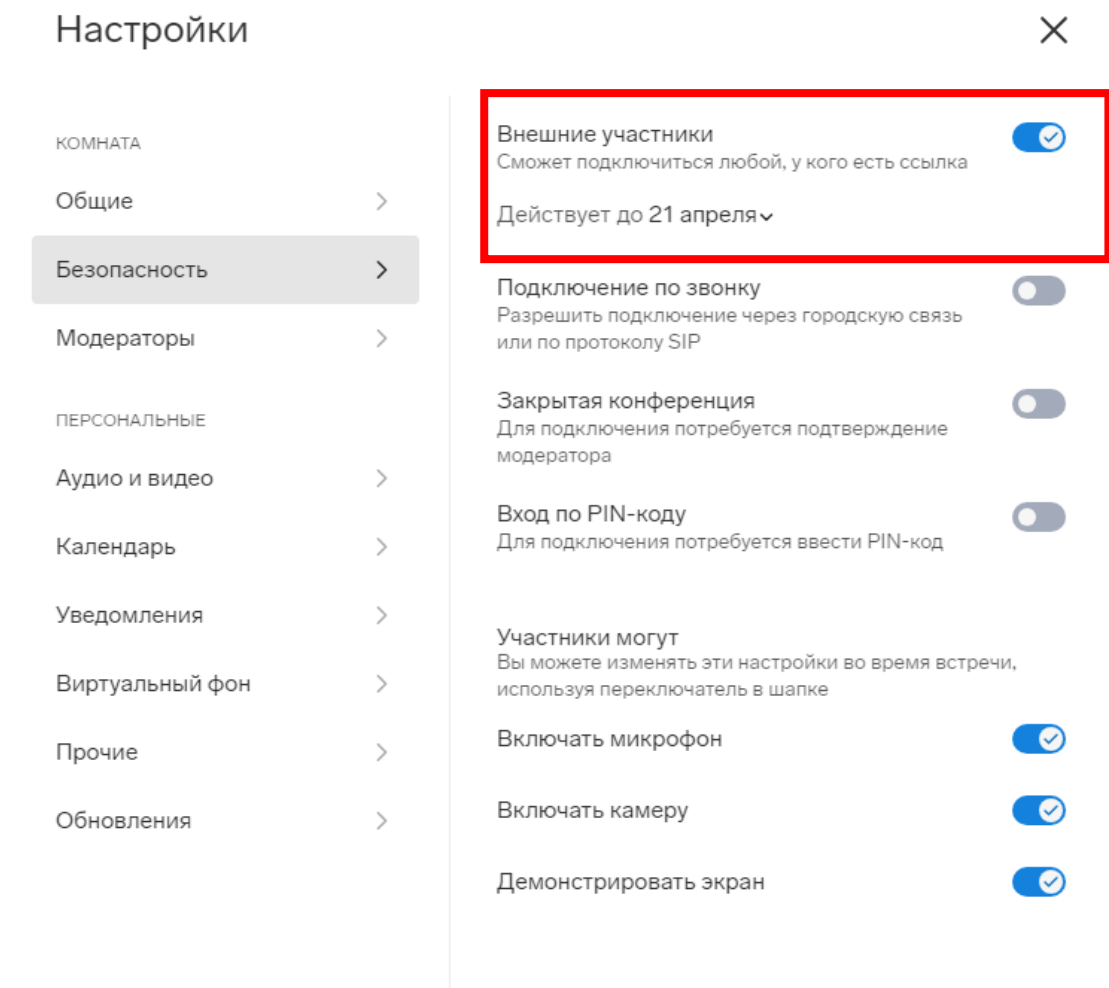 Настройки
КОМНАТА
Общие
Безопасность
Модераторы
ПЕРСОНАЛЬНЫЕ
Аудио и видео
Календарь
Уведомления
Виртуальный фон
Прочие
Обновления
Внешние участники
Сможет подключиться любой, у кого есть ссылка
Действует до 21 апреля
Подключение по звонку
Разрешить подключение через городскую связь
или по протоколу SIP
Закрытая конференция
Для подключения потребуется подтверждение
модератора
Вход по PIN-коду
Для подключения потребуется ввести PIN-код
Участники могут
Вы можете изменять эти настройки во время встречи,
используя переключатель в шапке
Включать микрофон
Включать камеру
Демонстрировать экран